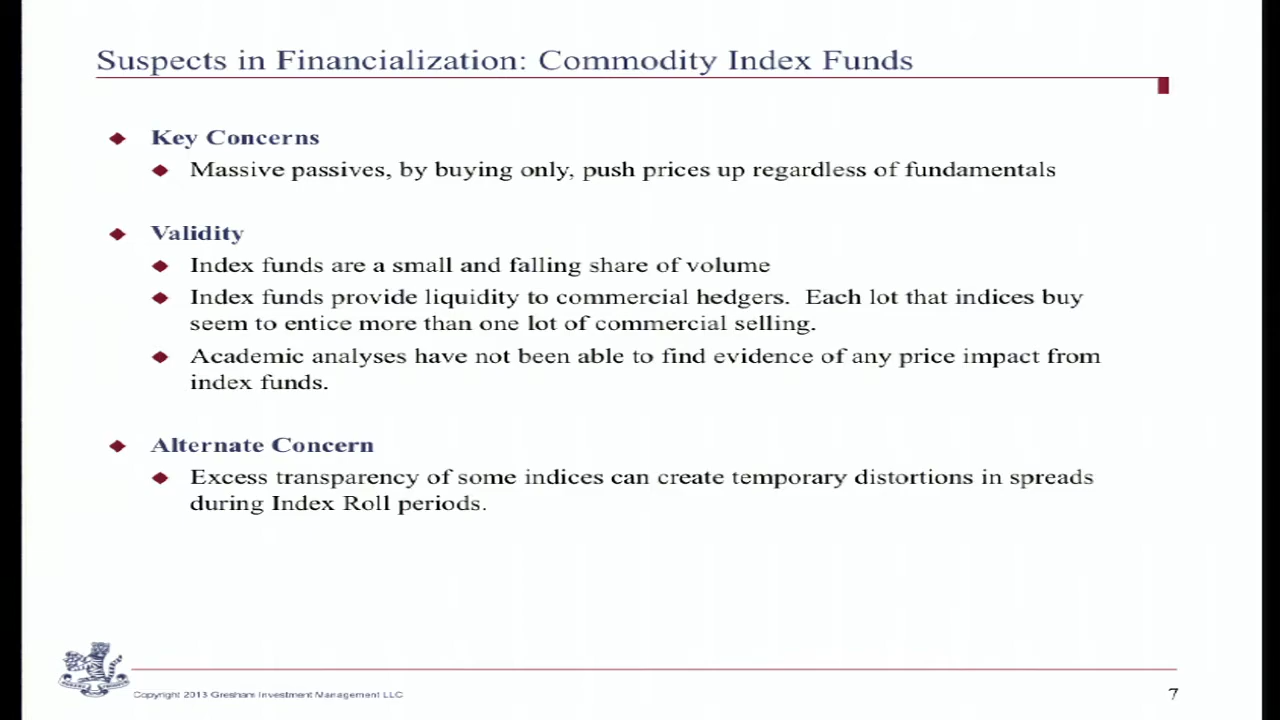 Suspects in Financialization: Commodity Index Funds
Key Concerns
Massive passives, by buying only, push prices up regardless of fundamentals
Validity
Index funds are a small and falling share of volume
Index funds provide liquidity to commercial hedgers.  Each lot that indices buy
seem to entice more than one lot of commercial selling.
Academic analyses have not been able to find evidence of any price impact from
index funds.
Alternate Concern
Excess transparency of some indices can create temporary distortions in spreads
during Index Roll periods.
Copyright 2013 Gresham Investment Management LLC
7